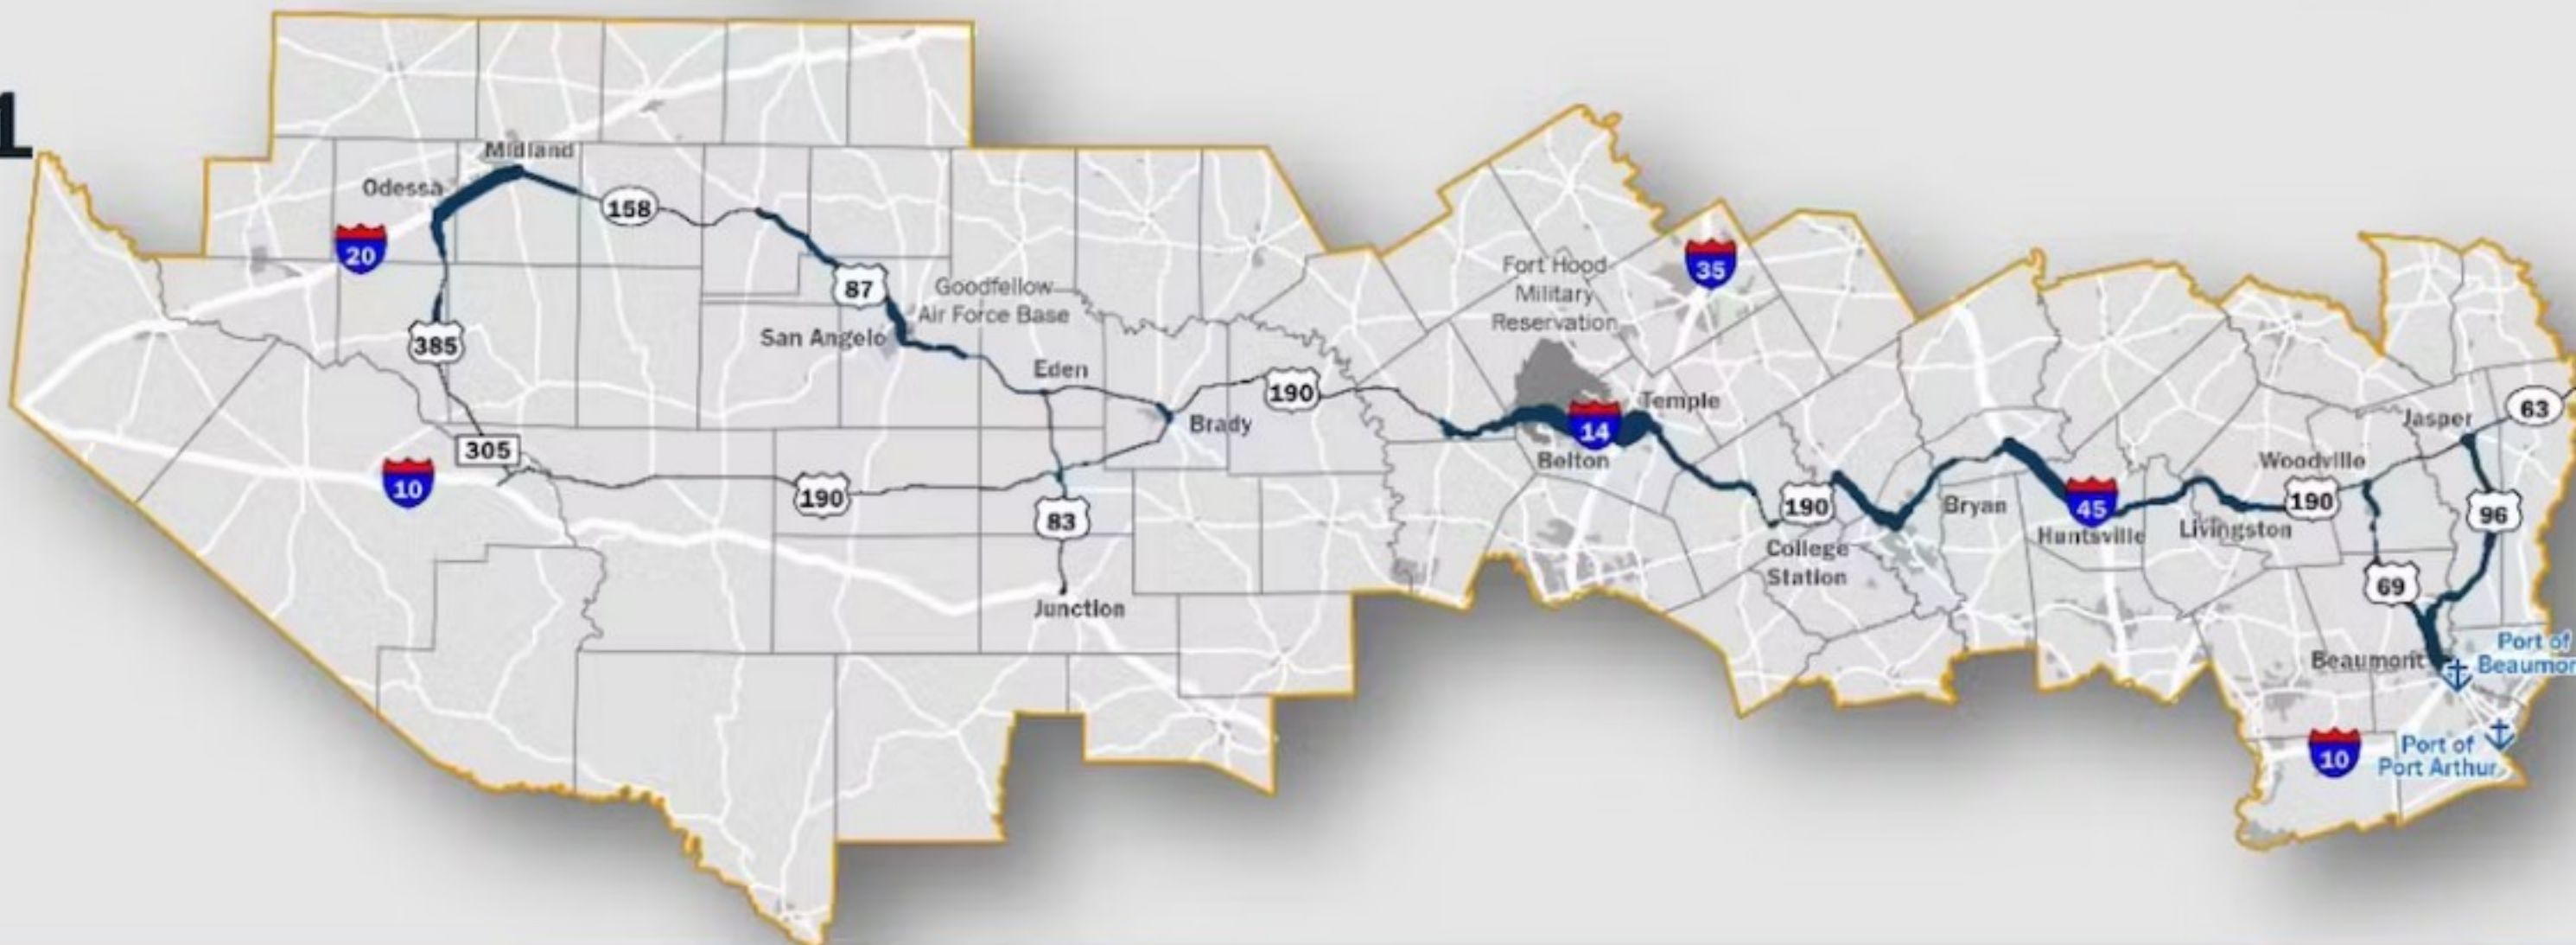 1
Midland
Odessa
158
20
87
Goodfellow
Air Force Base
385
San Angelo
Eden
190
Brady
305
10
190
83
Junction
Fort Hood
Military
Reservation
35
14
Temple
Belton
190
College
Station
Bryan
45
Huntsville
Livingston
Woodville
190
Jasper
63
96
69
Beaumont
Port of
Beaumon
10
Port of
Port Arthur